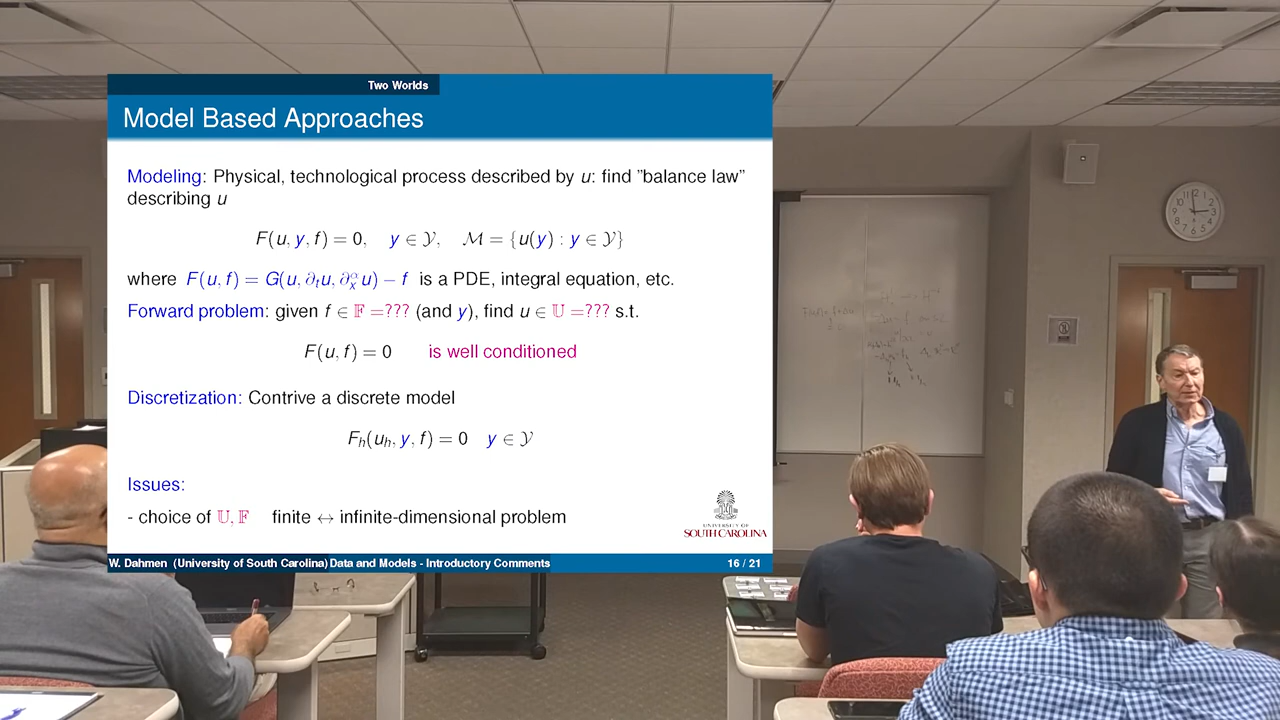 Two Worlds
Model Based Approaches
Modeling: Physical, technological process described by u: find "balance law"
describing u
F(u, y, f) = 0, y ∈ 𝒴, ℳ = {u(y) : y ∈ 𝒴}
where F(u, f) = G(u, ∂ₜu, ∂ₓᵅu) − f is a PDE, integral equation, etc.
Forward problem: given f ∈ 𝔽 =??? (and y), find u ∈ 𝕌 =??? s.t.
F(u, f) = 0 is well conditioned
Discretization: Contrive a discrete model
Fₕ(uₕ, y, f) = 0 y ∈ 𝒴
Issues:
- choice of 𝕌, 𝔽 finite ↔ infinite-dimensional problem
UNIVERSITY OF
SOUTH CAROLINA
W. Dahmen (University of South Carolina) Data and Models - Introductory Comments 16 / 21